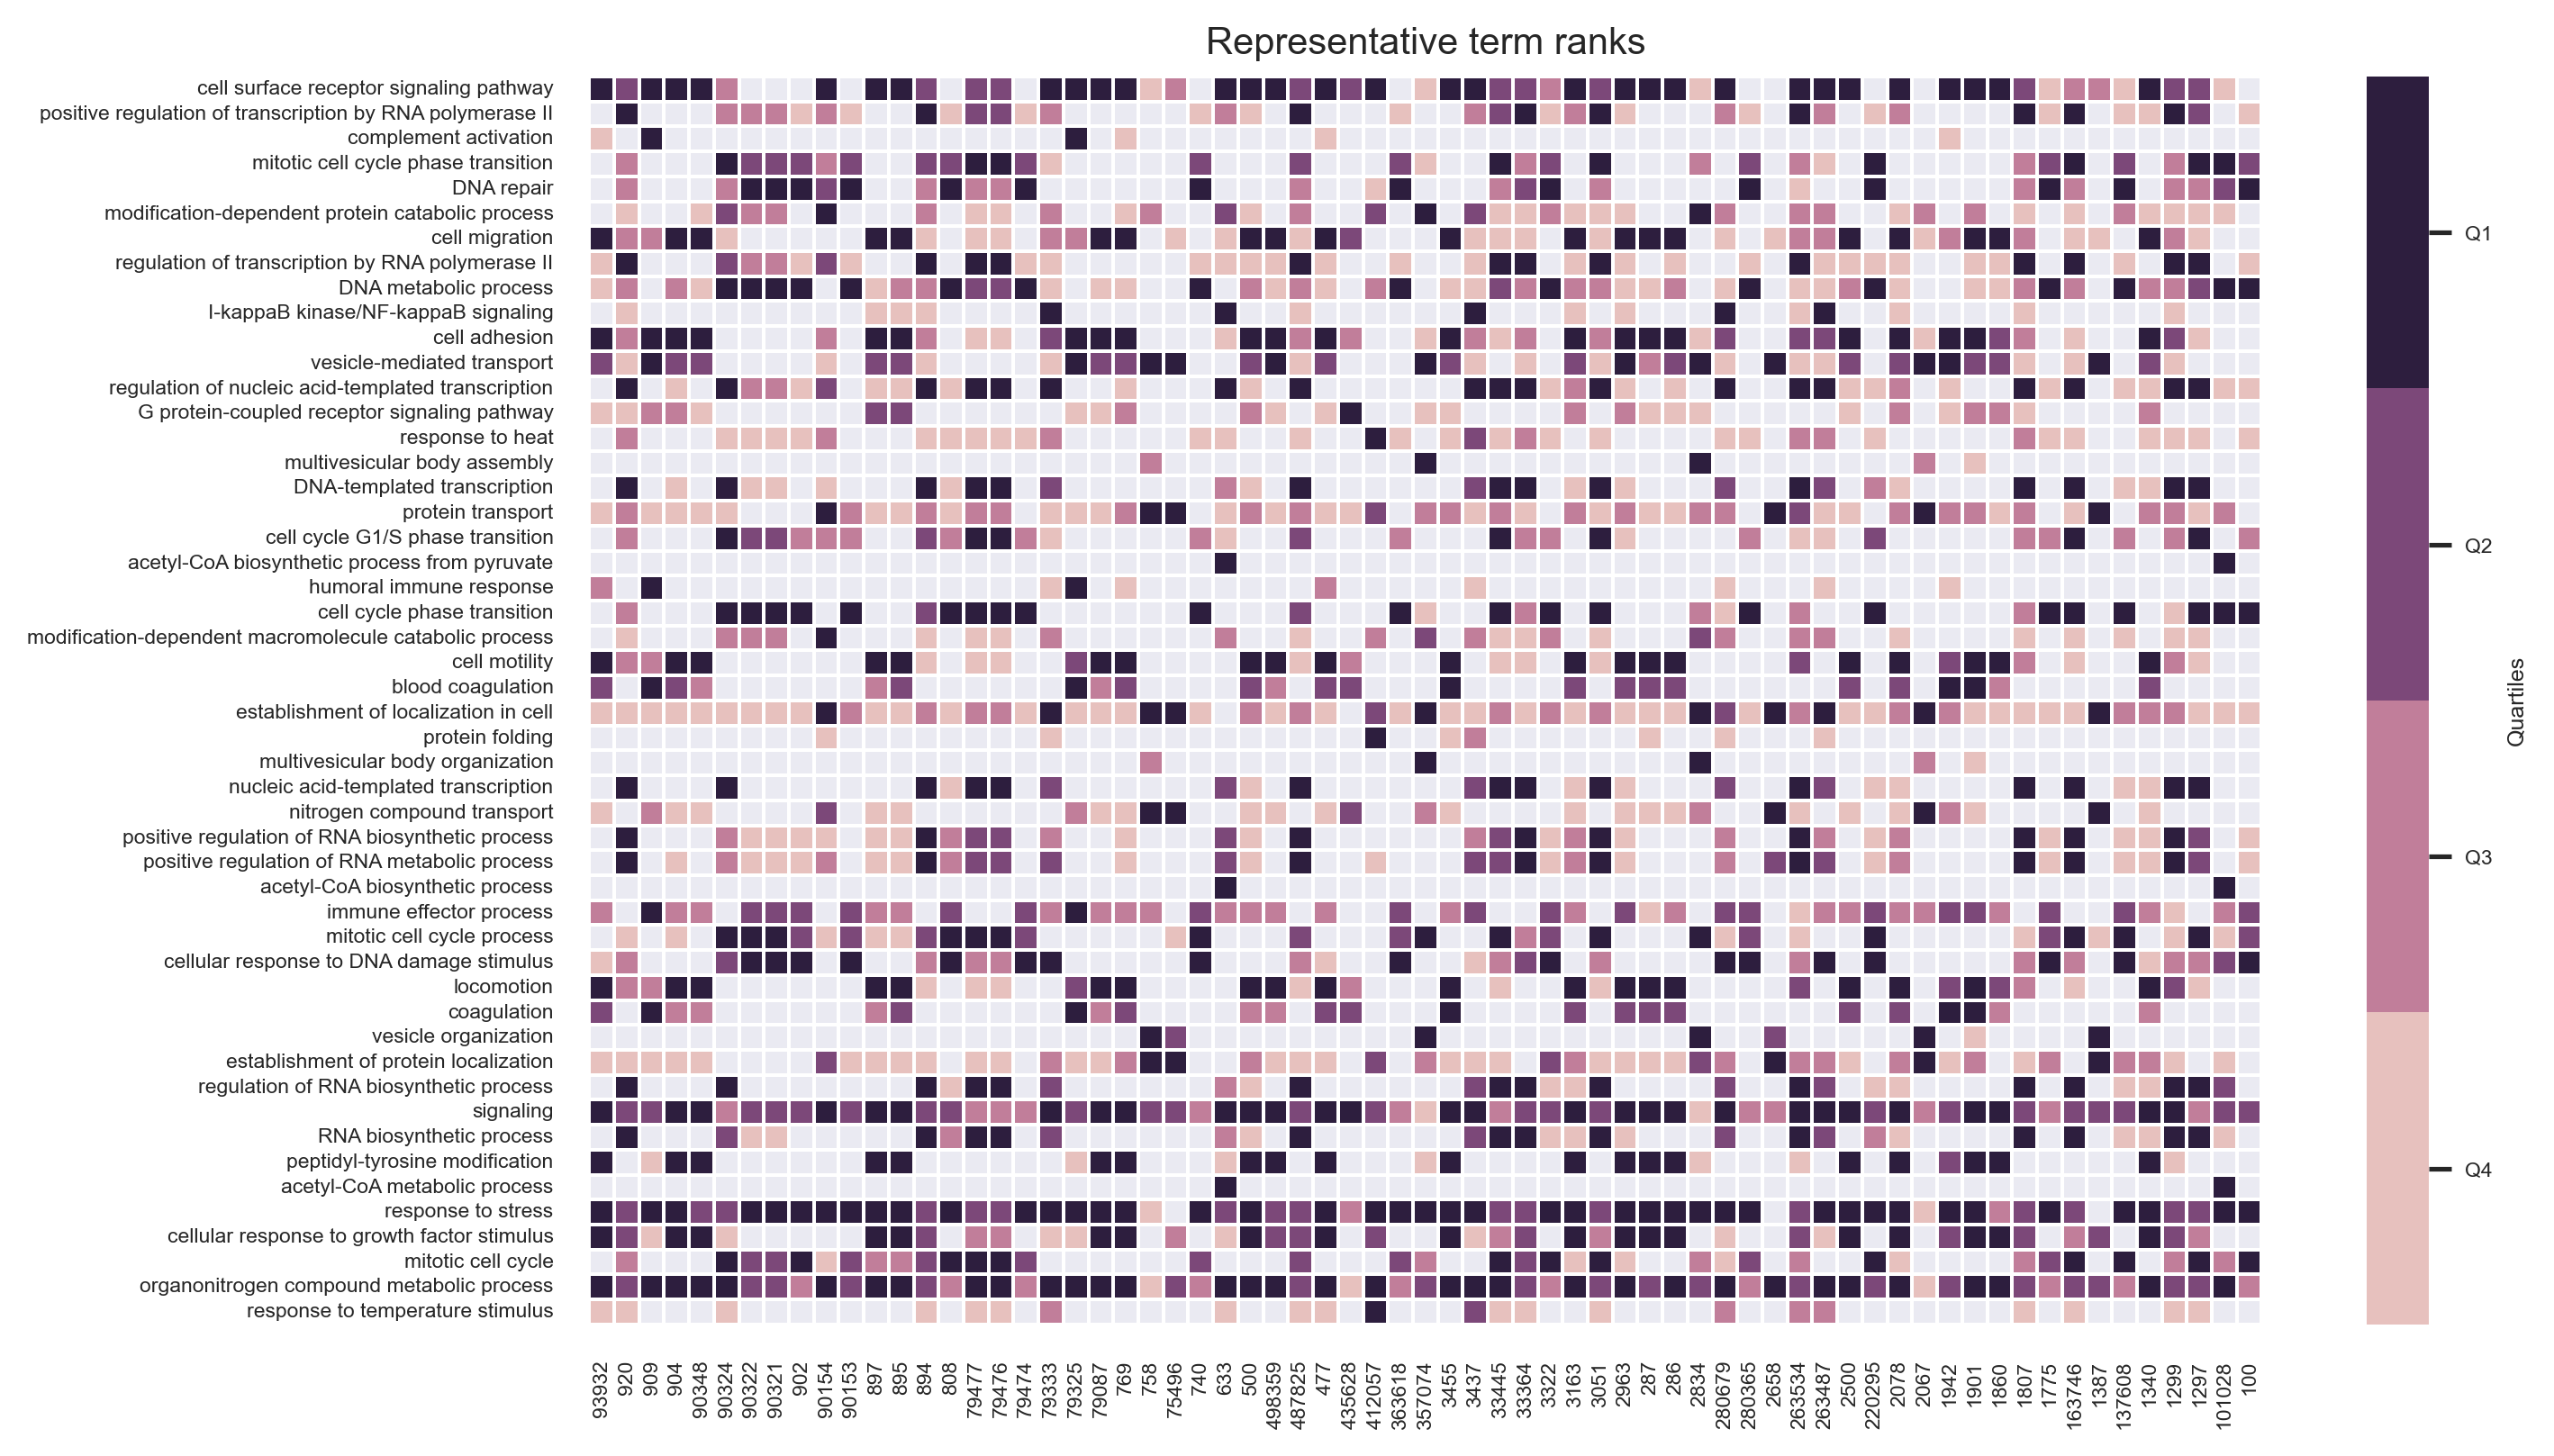 Representative term ranks
cell surface receptor signaling pathway
positive regulation of transcription by RNA polymerase II
complement activation
mitotic cell cycle phase transition
DNA repair
modification-dependent protein catabolic process
cell migration
regulation of transcription by RNA polymerase II
DNA metabolic process
I-kappaB kinase/NF-kappaB signaling
cell adhesion
vesicle-mediated transport
regulation of nucleic acid-templated transcription
G protein-coupled receptor signaling pathway
response to heat
multivesicular body assembly
DNA-templated transcription
protein transport
cell cycle G1/S phase transition
acetyl-CoA biosynthetic process from pyruvate
humoral immune response
cell cycle phase transition
modification-dependent macromolecule catabolic process
cell motility
blood coagulation
establishment of localization in cell
protein folding
multivesicular body organization
nucleic acid-templated transcription
nitrogen compound transport
positive regulation of RNA biosynthetic process
positive regulation of RNA metabolic process
acetyl-CoA biosynthetic process
immune effector process
mitotic cell cycle process
cellular response to DNA damage stimulus
locomotion
coagulation
vesicle organization
establishment of protein localization
regulation of RNA biosynthetic process
signaling
RNA biosynthetic process
peptidyl-tyrosine modification
acetyl-CoA metabolic process
response to stress
cellular response to growth factor stimulus
mitotic cell cycle
organonitrogen compound metabolic process
response to temperature stimulus
93932
920
909
904
90348
90324
90322
90321
902
90154
90153
897
895
894
808
79477
79476
79474
79333
79325
79087
769
758
75496
740
633
500
498359
487825
477
435628
412057
363618
357074
3455
3437
33445
33364
3322
3163
3051
2963
287
286
2834
280679
280365
2658
263534
263487
2500
220295
2078
2067
1942
1901
1860
1807
1775
163746
1387
137608
1340
1299
1297
101028
100
Q1
Q2
Q3
Q4
Quartiles